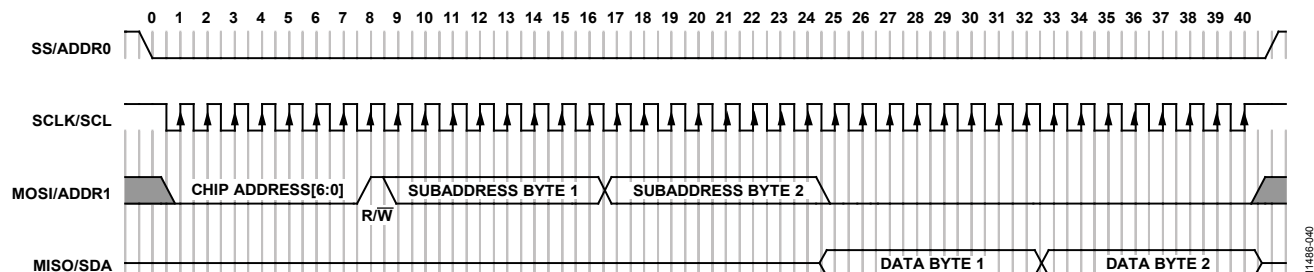 0 1 2 3 4 5 6 7 8 9 10 11 12 13 14 15 16 17 18 19 20 21 22 23 24 25 26 27 28 29 30 31 32 33 34 35 36 37 38 39 40
SS/ADDR0
SCLK/SCL
MOSI/ADDR1 CHIP ADDRESS[6:0] SUBADDRESS BYTE 1 SUBADDRESS BYTE 2
R/W̅
MISO/SDA DATA BYTE 1 DATA BYTE 2